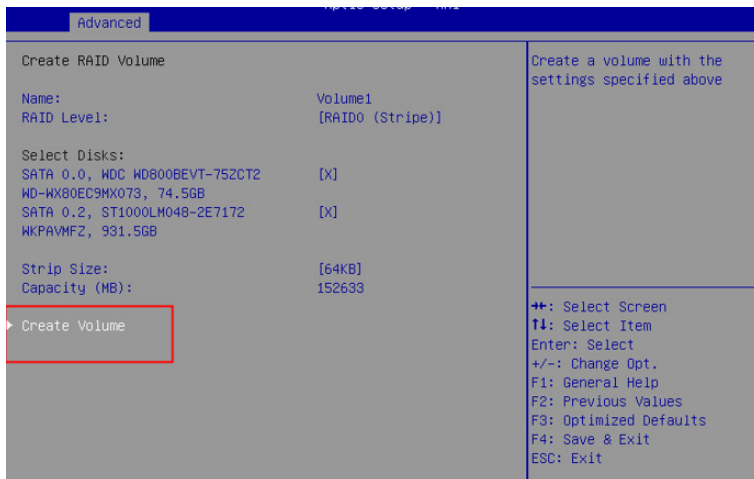 Advanced
Create RAID Volume
Name: Volume1
RAID Level: [RAID0 (Stripe)]
Select Disks:
SATA 0.0, WDC WD800BEVT-75ZCT2 [X]
WD-WX80EC9MX073, 74.5GB
SATA 0.2, ST1000LM048-2E7172 [X]
WKPAVMFZ, 931.5GB
Strip Size: [64KB]
Capacity (MB): 152633
Create Volume
Create a volume with the
settings specified above
→←: Select Screen
↑↓: Select Item
Enter: Select
+/-: Change Opt.
F1: General Help
F2: Previous Values
F3: Optimized Defaults
F4: Save & Exit
ESC: Exit